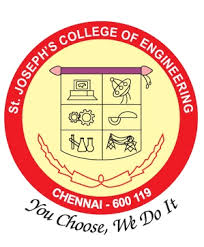 St. JOSEPH'S COLLEGE OF ENGINEERING
CHENNAI - 600 119
You Choose, We Do It